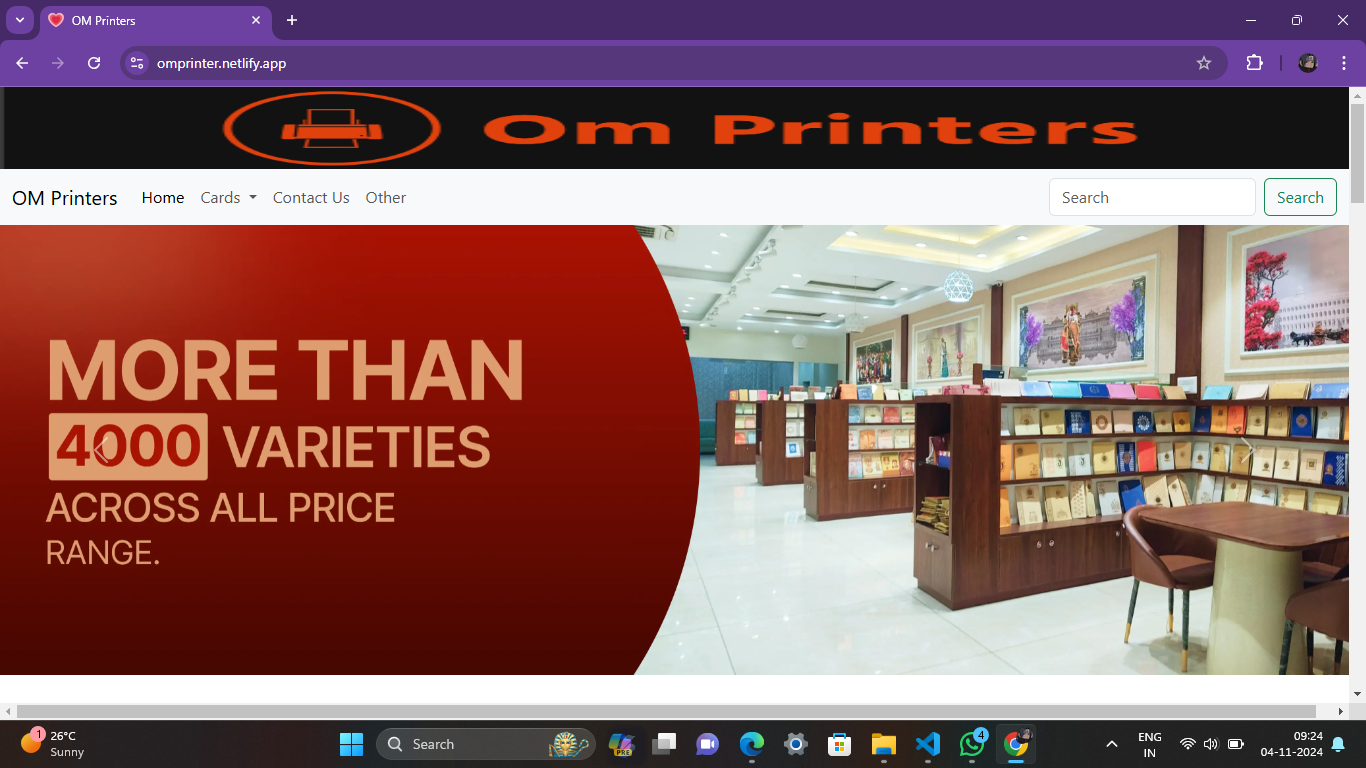 OM Printers
omprinter.netlify.app
Om Printers
OM Printers Home Cards Contact Us Other Search Search
MORE THAN
4000 VARIETIES
ACROSS ALL PRICE
RANGE.
1 26°C
Sunny
Search
PRE
4
ENG
IN
09:24
04-11-2024